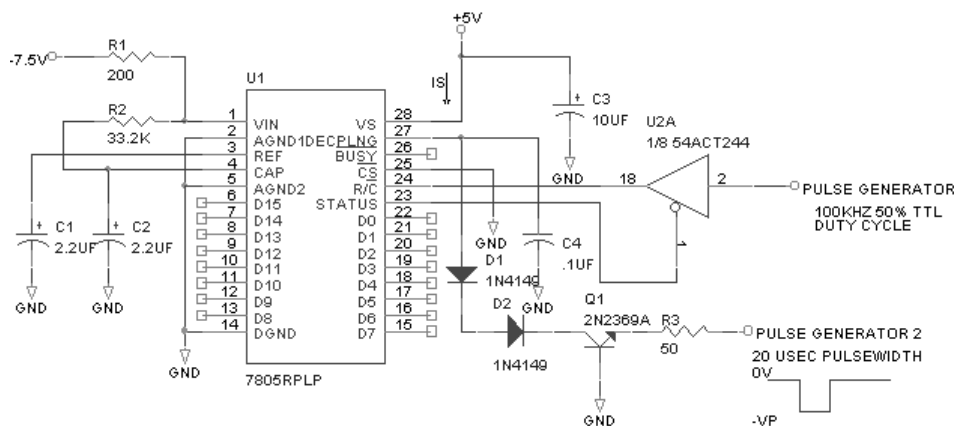 +5V
R1
-7.5V
200
U1
IS
R2
33.2K
1 VIN VS 28
2 AGND1 DECPLNG 27
3 REF BUSY 26
4 CAP CS 25
5 AGND2 R/C 24
6 D15 STATUS 23
7 D14 D0 22
8 D13 D1 21
9 D12 D2 20
10 D11 D3 19
11 D10 D4 18
12 D9 D5 17
13 D8 D6 16
14 DGND D7 15
7805RPLP
C1
2.2UF
C2
2.2UF
GND
GND
GND
C3
10UF
GND
U2A
1/8 54ACT244
18
2
1
PULSE GENERATOR
100KHZ 50% TTL
DUTY CYCLE
GND
D1
1N4149
C4
.1UF
GND
D2
1N4149
Q1
2N2369A
R3
50
GND
PULSE GENERATOR 2
20 USEC PULSEWIDTH
0V
-VP